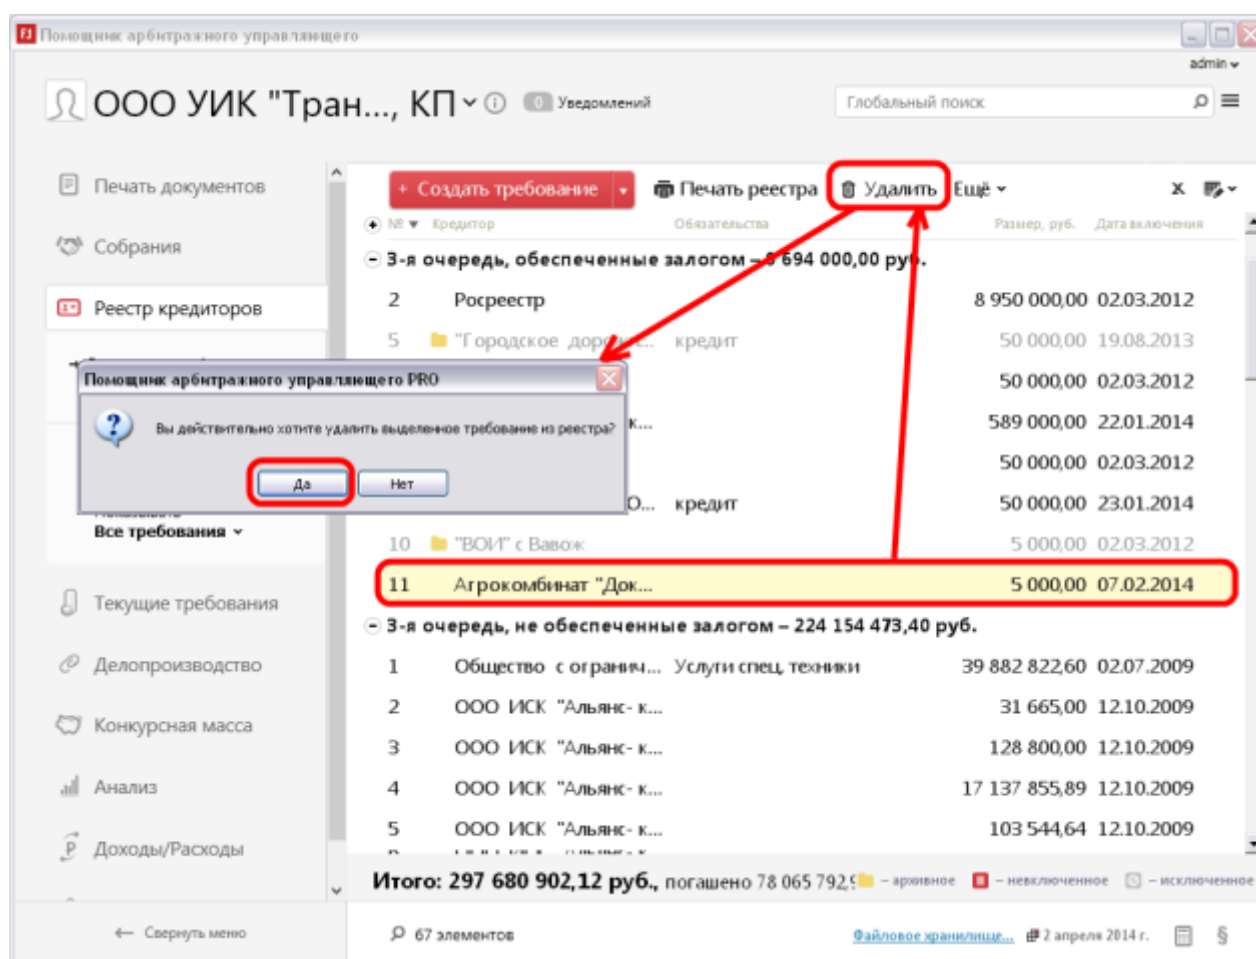 Помощник арбитражного управляющего
admin
ООО УИК "Тран..., КП
0 Уведомлений
Глобальный поиск
Печать документов
Собрания
Реестр кредиторов
Все требования
Текущие требования
Делопроизводство
Конкурсная масса
Анализ
Доходы/Расходы
← Свернуть меню
+ Создать требование Печать реестра Удалить Ещё
№ Кредитор Обязательства Размер, руб. Дата включения
3-я очередь, обеспеченные залогом – 694 000,00 руб.
2 Росреестр 8 950 000,00 02.03.2012
5 "Городское ... кредит 50 000,00 19.08.2013
50 000,00 02.03.2012
к... 589 000,00 22.01.2014
50 000,00 02.03.2012
О... кредит 50 000,00 23.01.2014
10 "ВОИ" с Вавож 5 000,00 02.03.2012
11 Агрокомбинат "Док... 5 000,00 07.02.2014
Помощник арбитражного управляющего PRO
Вы действительно хотите удалить выделенное требование из реестра?
Да Нет
3-я очередь, не обеспеченные залогом – 224 154 473,40 руб.
1 Общество с огранич... Услуги спец, техники 39 882 822,60 02.07.2009
2 ООО ИСК "Альянс- к... 31 665,00 12.10.2009
3 ООО ИСК "Альянс- к... 128 800,00 12.10.2009
4 ООО ИСК "Альянс- к... 17 137 855,89 12.10.2009
5 ООО ИСК "Альянс- к... 103 544,64 12.10.2009
Итого: 297 680 902,12 руб., погашено 78 065 792,9 – архивное – невключенное – исключенное
67 элементов
Файловое хранилище... 2 апреля 2014 г. §